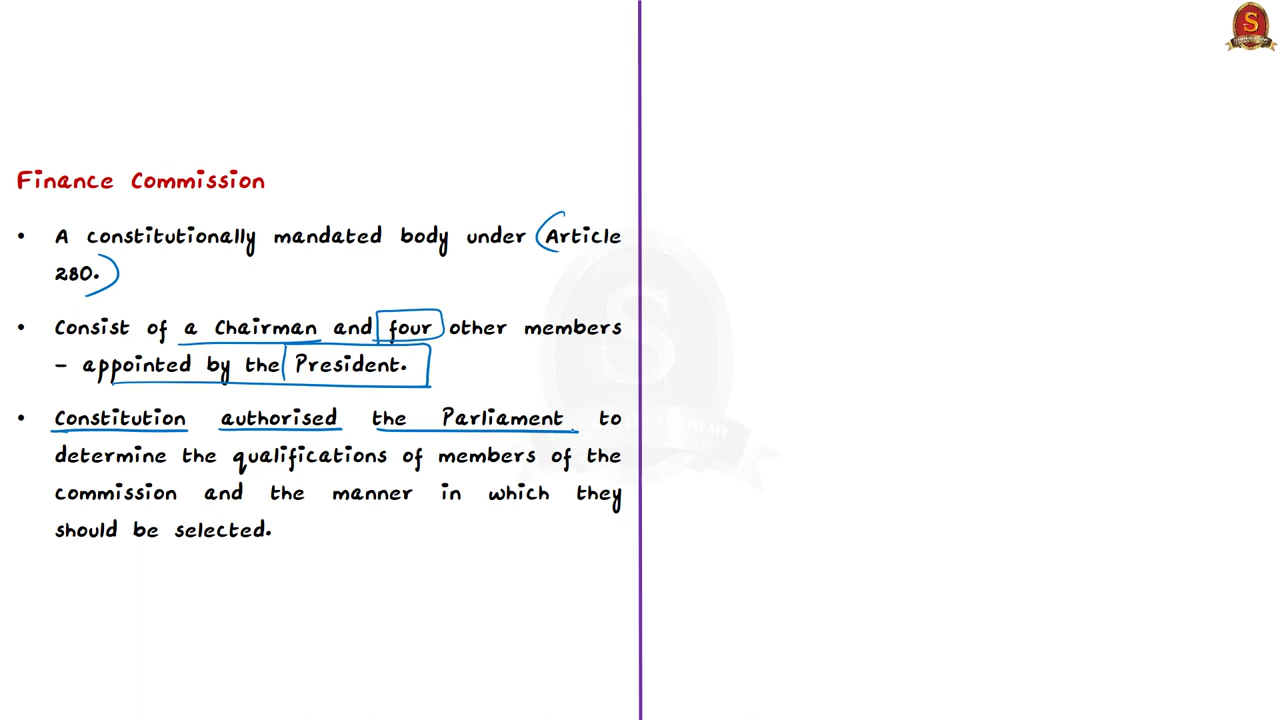 Finance Commission
• A constitutionally mandated body under Article
280.
• Consist of a Chairman and four other members
– appointed by the President.
• Constitution authorised the Parliament to
determine the qualifications of members of the
commission and the manner in which they
should be selected.
S
S
ACADEMY